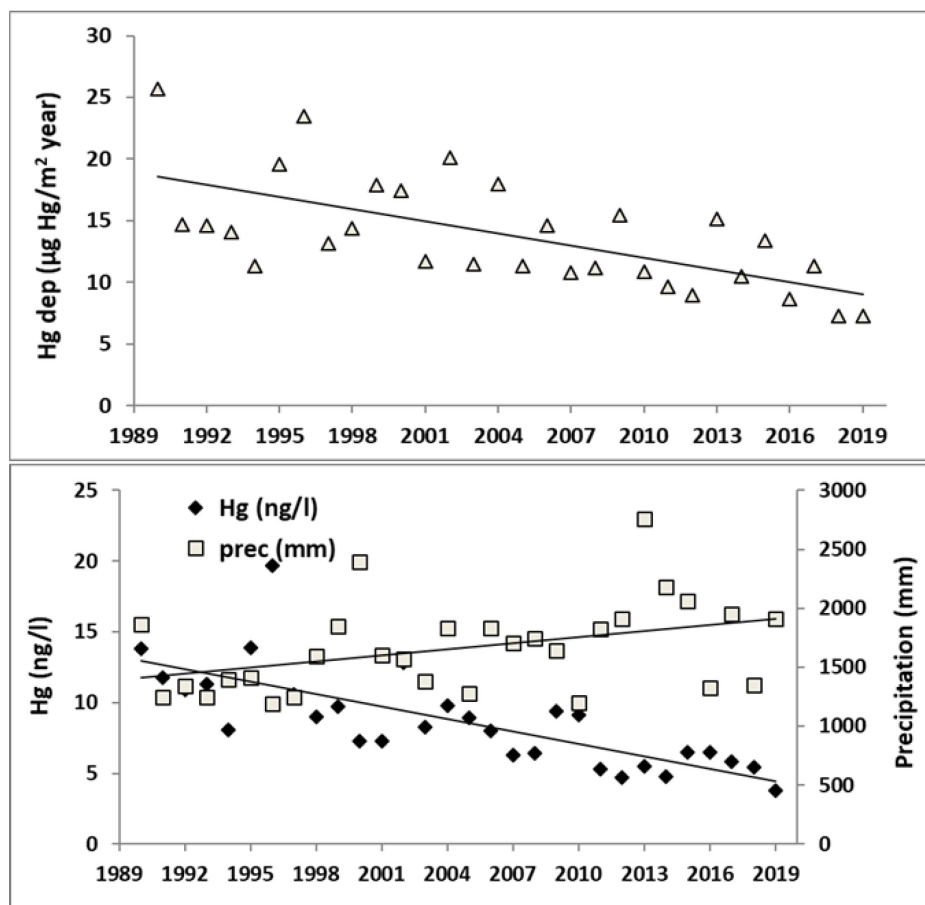 30
25
20
15
10
5
0
Hg dep (µg Hg/m² year)
1989 1992 1995 1998 2001 2004 2007 2010 2013 2016 2019
25
20
15
10
5
0
Hg (ng/l)
Hg (ng/l)
prec (mm)
3000
2500
2000
1500
1000
500
0
Precipitation (mm)
1989 1992 1995 1998 2001 2004 2007 2010 2013 2016 2019